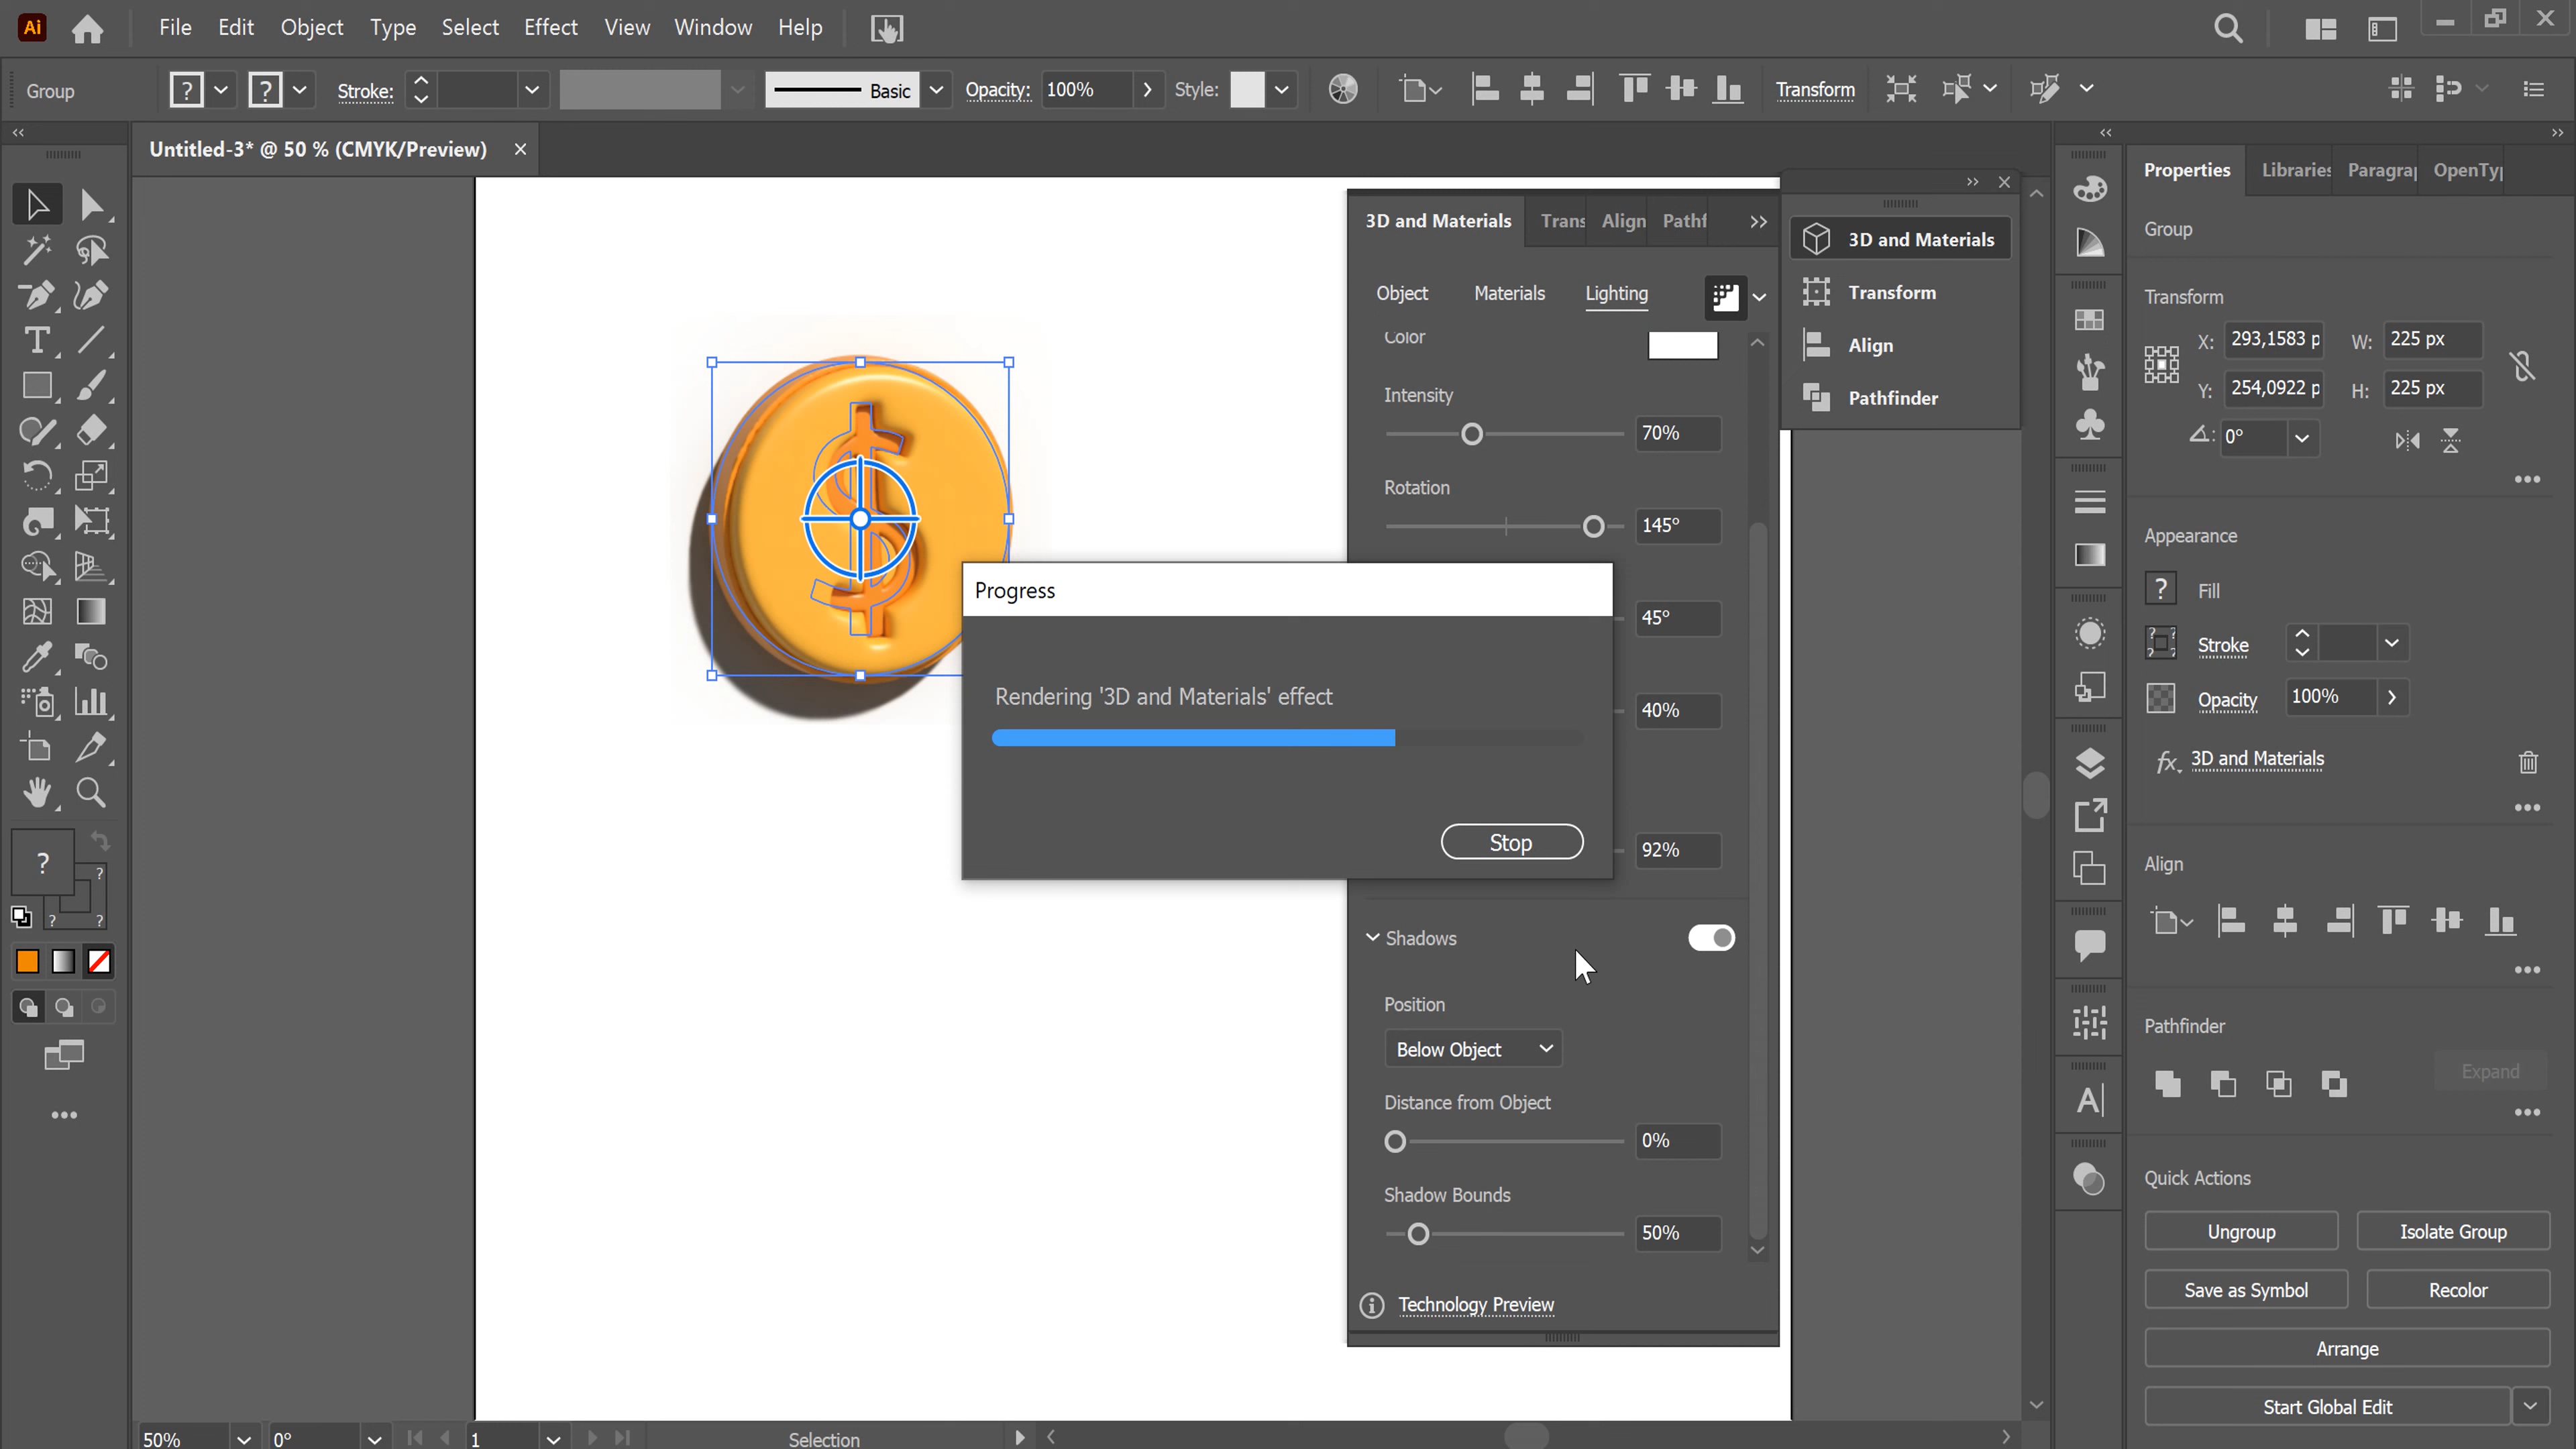 Ai File Edit Object Type Select Effect View Window Help
Group ? ? Stroke: Basic Opacity: 100% Style: Transform
Untitled-3* @ 50 % (CMYK/Preview)
3D and Materials Trans Align Pathf
Object Materials Lighting
Color
Intensity
70%
Rotation
145°
45°
40%
92%
Shadows
Position
Below Object
Distance from Object
0%
Shadow Bounds
50%
Technology Preview
3D and Materials
Transform
Align
Pathfinder
Progress
Rendering '3D and Materials' effect
Stop
$
T
?
?
? ?
Properties Libraries Paragra OpenTyp
Group
Transform
X: 293,1583 p W: 225 px
Y: 254,0922 p H: 225 px
0°
Appearance
? Fill
Stroke
Opacity 100%
fx. 3D and Materials
Align
Pathfinder
Expand
Quick Actions
Ungroup Isolate Group
Save as Symbol Recolor
Arrange
Start Global Edit
A
50% 0° 1 Selection